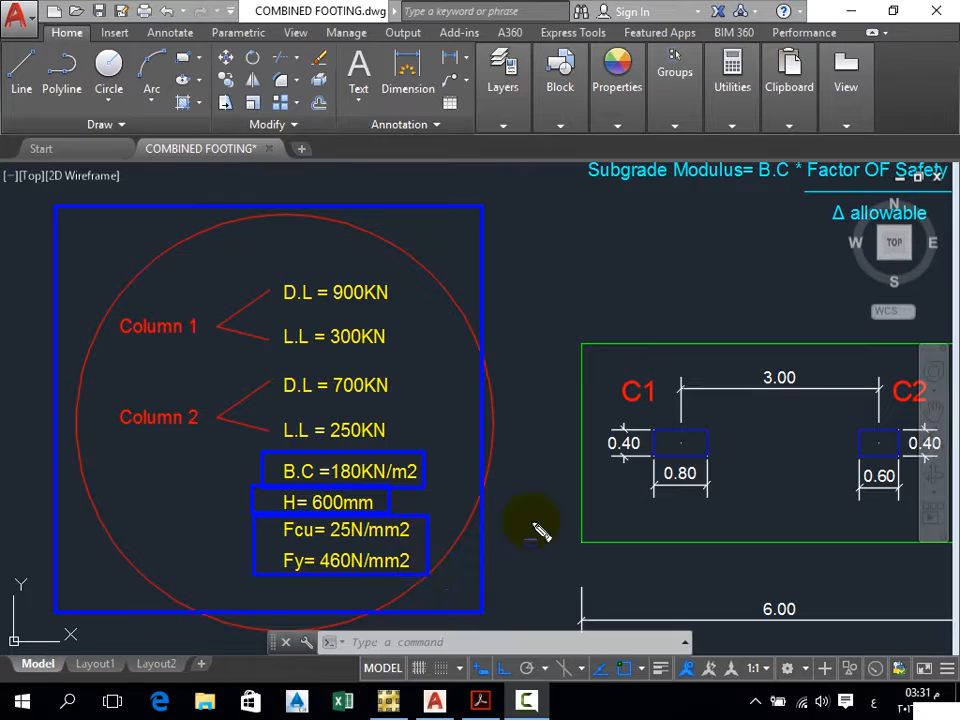 COMBINED FOOTING.dwg
Type a keyword or phrase
Sign In
Home Insert Annotate Parametric View Manage Output Add-ins A360 Express Tools Featured Apps BIM 360 Performance
Line Polyline Circle Arc Text Dimension Layers Block Properties Groups Utilities Clipboard View
Draw Modify Annotation
Start COMBINED FOOTING*
[−][Top][2D Wireframe]
Subgrade Modulus= B.C * Factor OF Safety
Δ allowable
N
W TOP E
S
WCS
D.L = 900KN
Column 1
L.L = 300KN
D.L = 700KN
Column 2
L.L = 250KN
B.C =180KN/m2
H= 600mm
Fcu= 25N/mm2
Fy= 460N/mm2
C1 3.00 C2
0.40 0.40
0.80 0.60
6.00
Y
X
Type a command
Model Layout1 Layout2 MODEL 1:1
ع
03:31 م